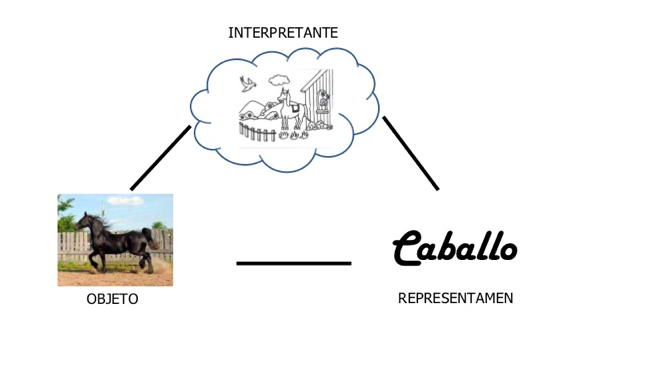 INTERPRETANTE
Caballo
OBJETO
REPRESENTAMEN